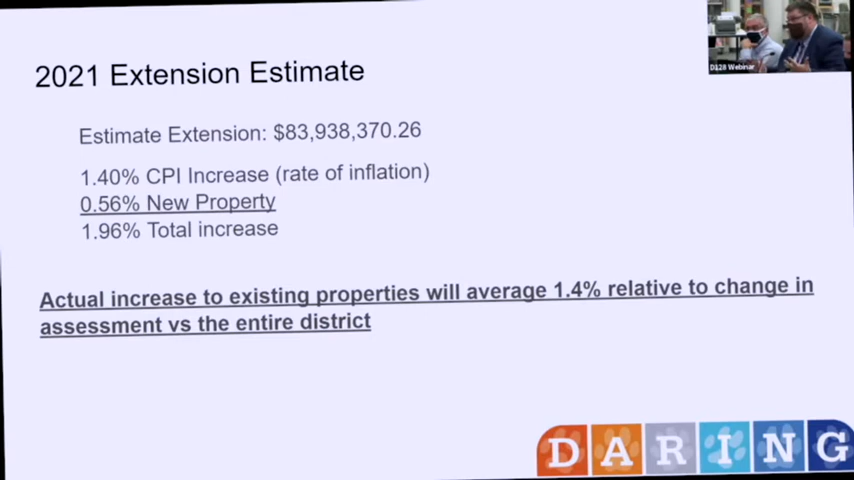 D128 Webinar
2021 Extension Estimate
Estimate Extension: $83,938,370.26
1.40% CPI Increase (rate of inflation)
0.56% New Property
1.96% Total increase
Actual increase to existing properties will average 1.4% relative to change in
assessment vs the entire district
DARING